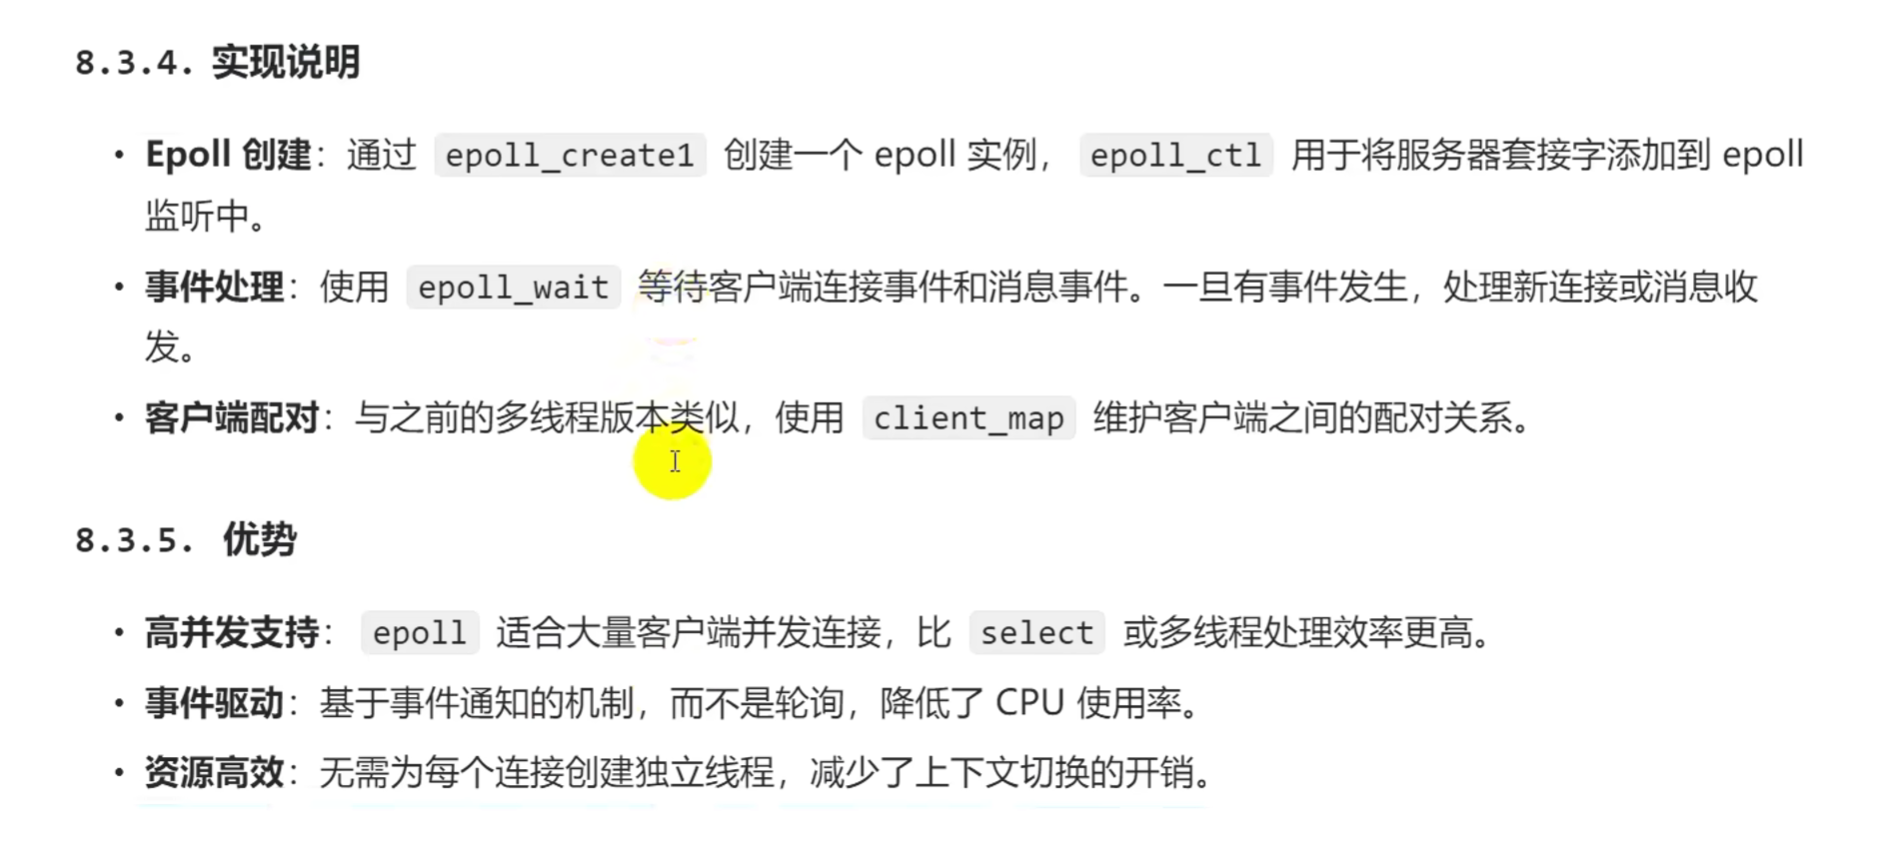 8.3.4. 实现说明
• Epoll 创建：通过 epoll_create1 创建一个 epoll 实例， epoll_ctl 用于将服务器套接字添加到 epoll
监听中。
• 事件处理：使用 epoll_wait 等待客户端连接事件和消息事件。一旦有事件发生，处理新连接或消息收
发。
• 客户端配对：与之前的多线程版本类似，使用 client_map 维护客户端之间的配对关系。
8.3.5. 优势
• 高并发支持： epoll 适合大量客户端并发连接，比 select 或多线程处理效率更高。
• 事件驱动：基于事件通知的机制，而不是轮询，降低了 CPU 使用率。
• 资源高效：无需为每个连接创建独立线程，减少了上下文切换的开销。